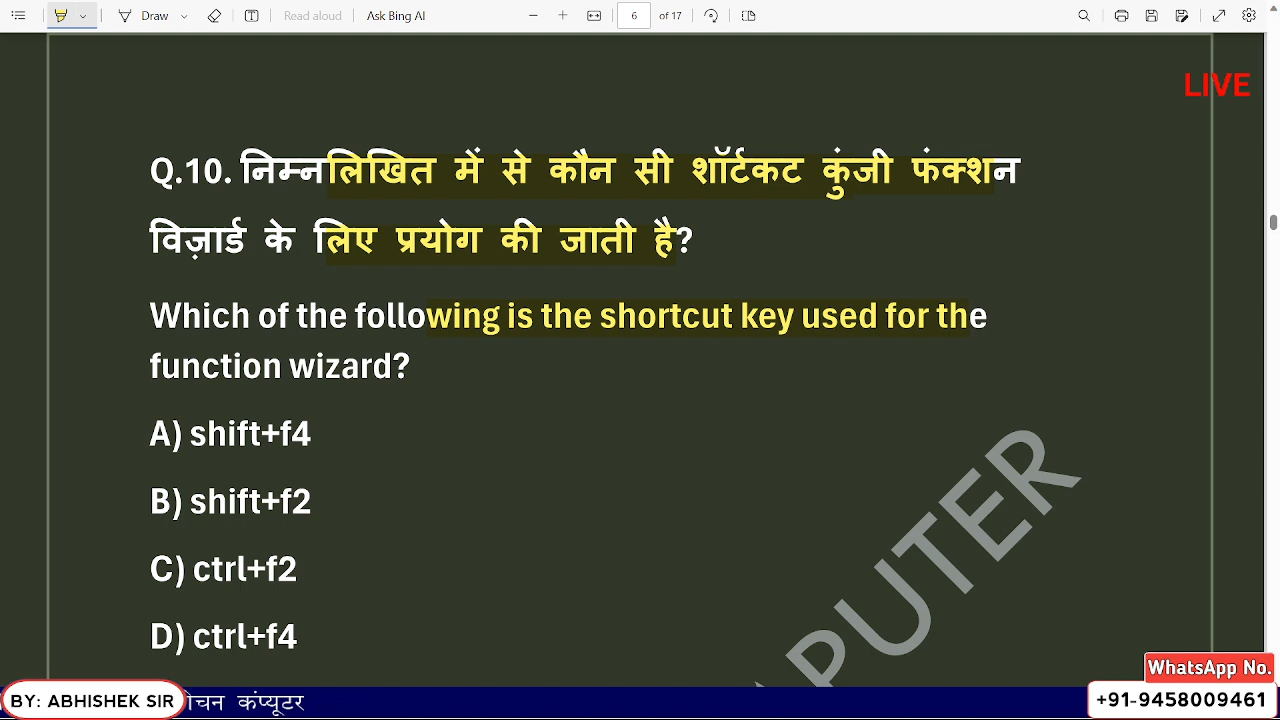 Draw
Read aloud
Ask Bing AI
6 of 17
LIVE
Q.10. निम्नलिखित में से कौन सी शॉर्टकट कुंजी फंक्शन
विज़ार्ड के लिए प्रयोग की जाती है?
Which of the following is the shortcut key used for the
function wizard?
A) shift+f4
B) shift+f2
C) ctrl+f2
D) ctrl+f4
PUTER
WhatsApp No.
BY: ABHISHEK SIR
कंप्यूटर
+91-9458009461